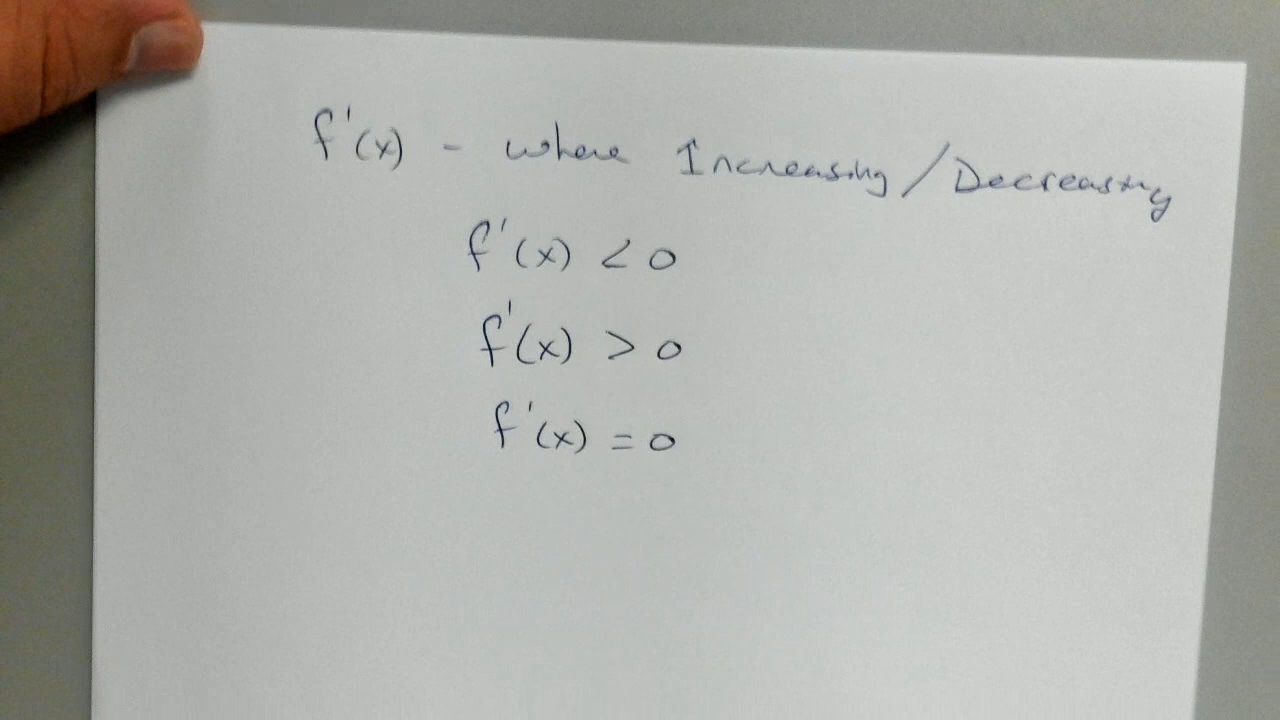 f'(x) - where Increasing/Decreasing
f'(x) < 0
f'(x) > 0
f'(x) = 0